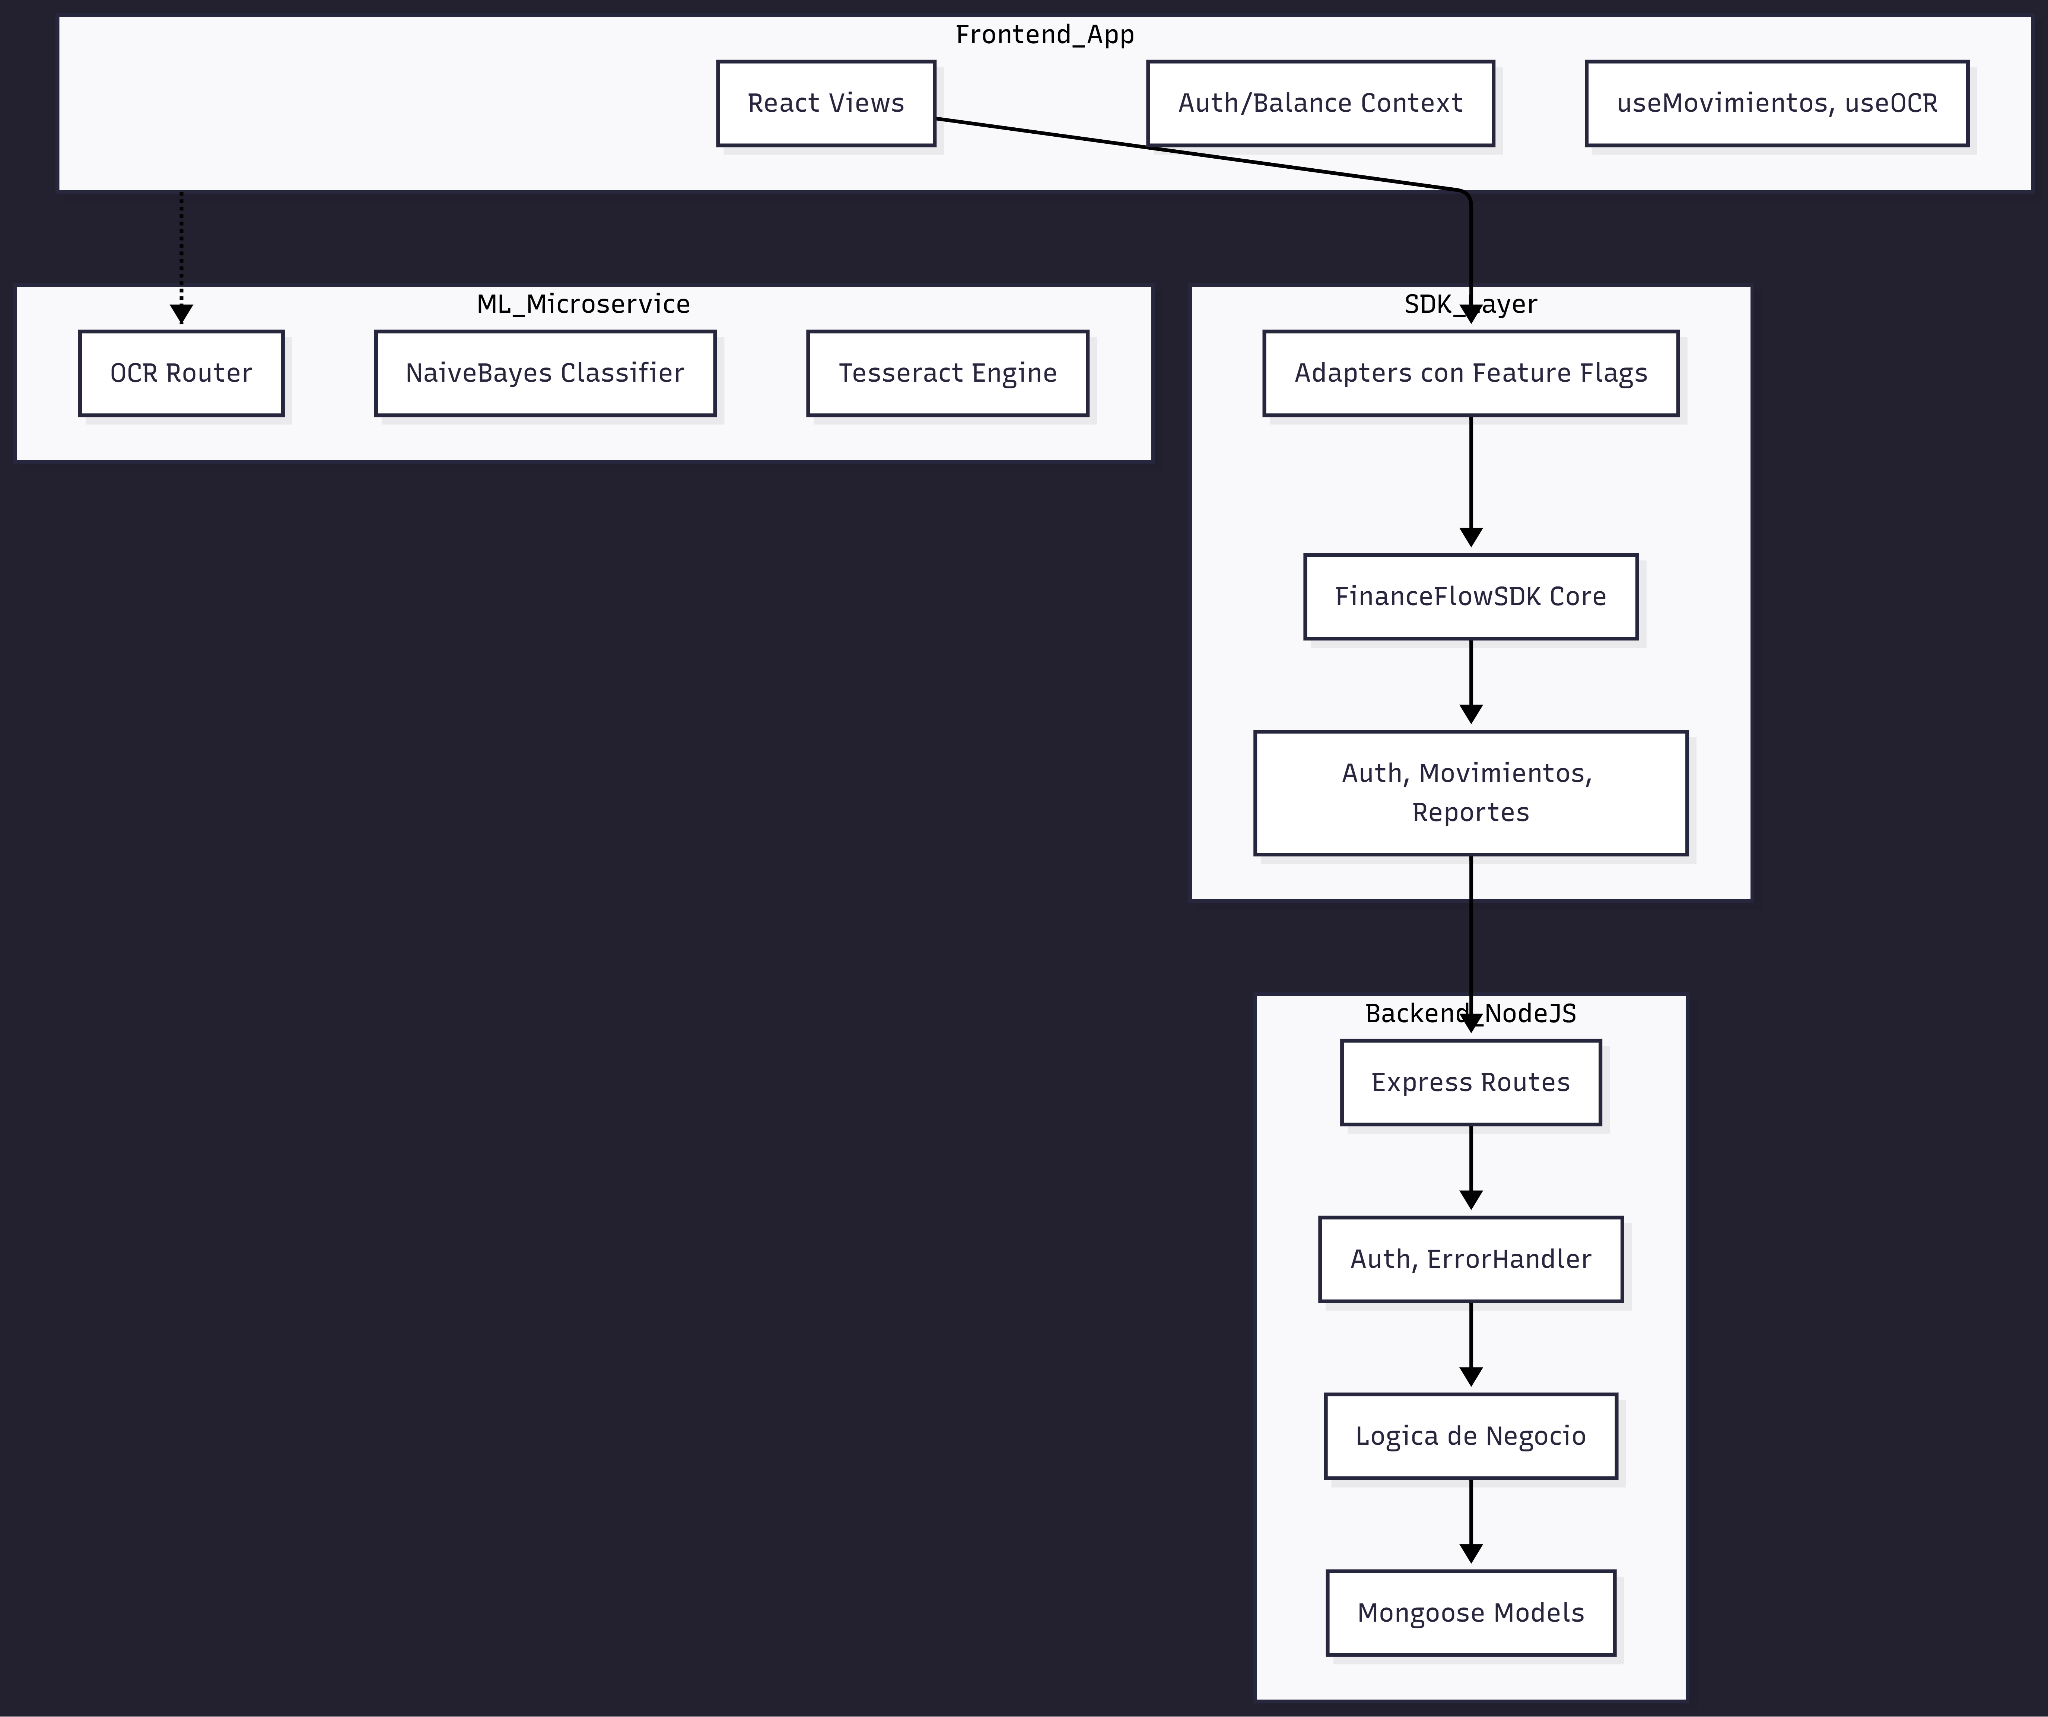 Frontend_App
React Views
Auth/Balance Context
useMovimientos, useOCR
ML_Microservice
OCR Router
NaiveBayes Classifier
Tesseract Engine
SDK_Layer
Adapters con Feature Flags
FinanceFlowSDK Core
Auth, Movimientos,
Reportes
Backend_NodeJS
Express Routes
Auth, ErrorHandler
Logica de Negocio
Mongoose Models